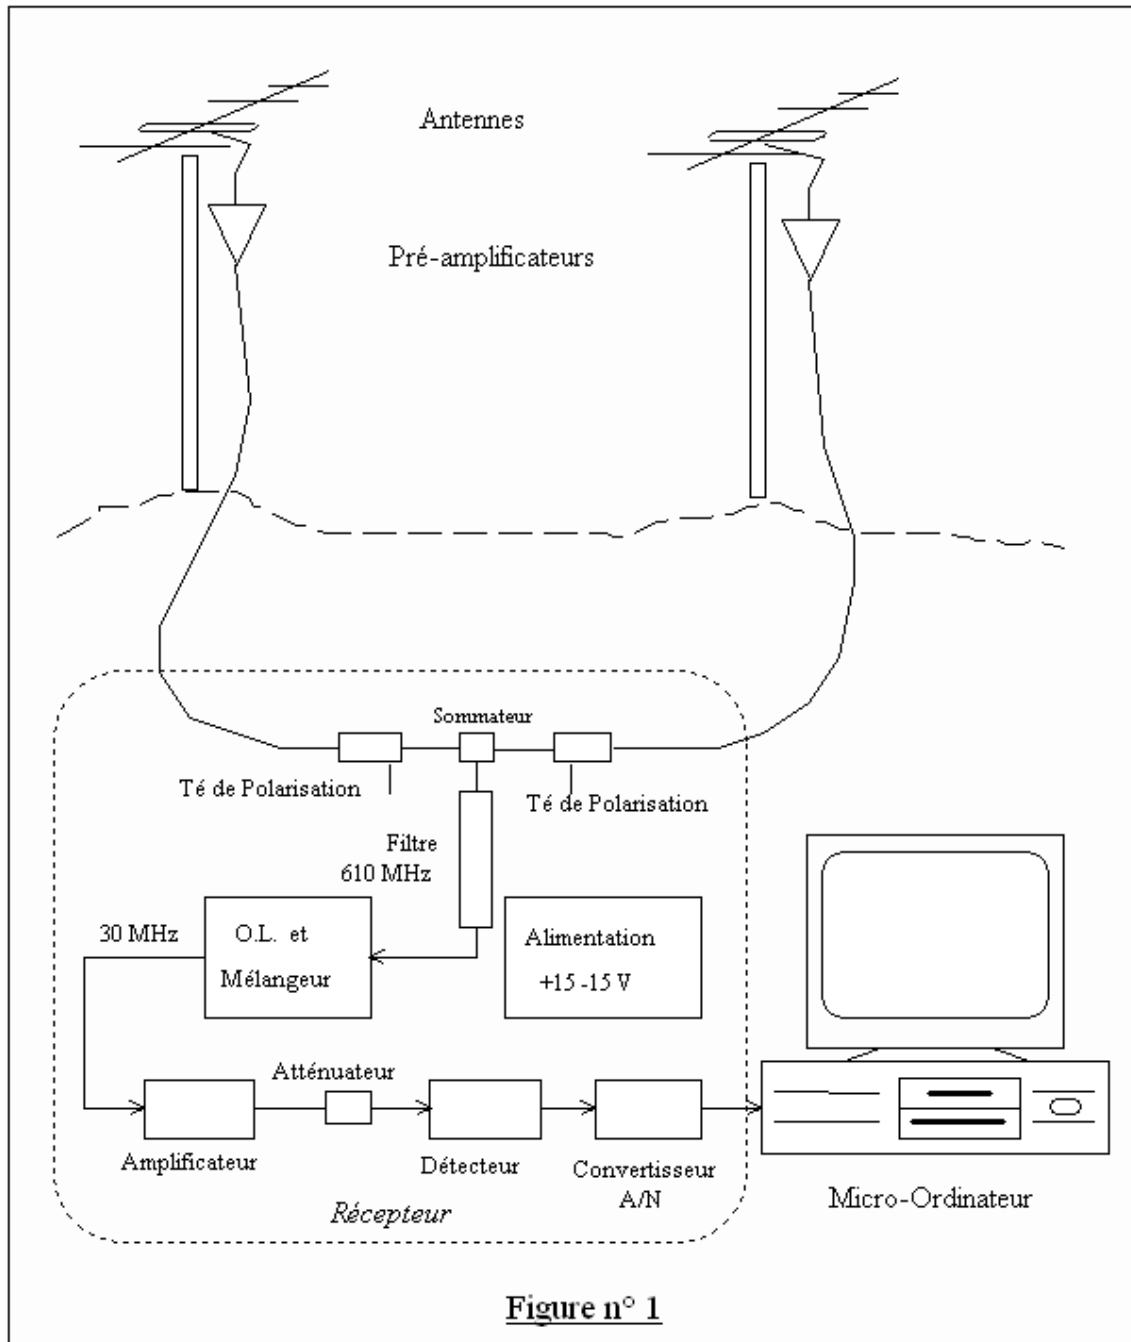 Antennes
Pré-amplificateurs
Sommateur
Té de Polarisation
Té de Polarisation
Filtre
610 MHz
30 MHz
O.L. et
Mélangeur
Alimentation
+15 -15 V
Atténuateur
Amplificateur
Détecteur
Convertisseur
A/N
Récepteur
Micro-Ordinateur
Figure n° 1